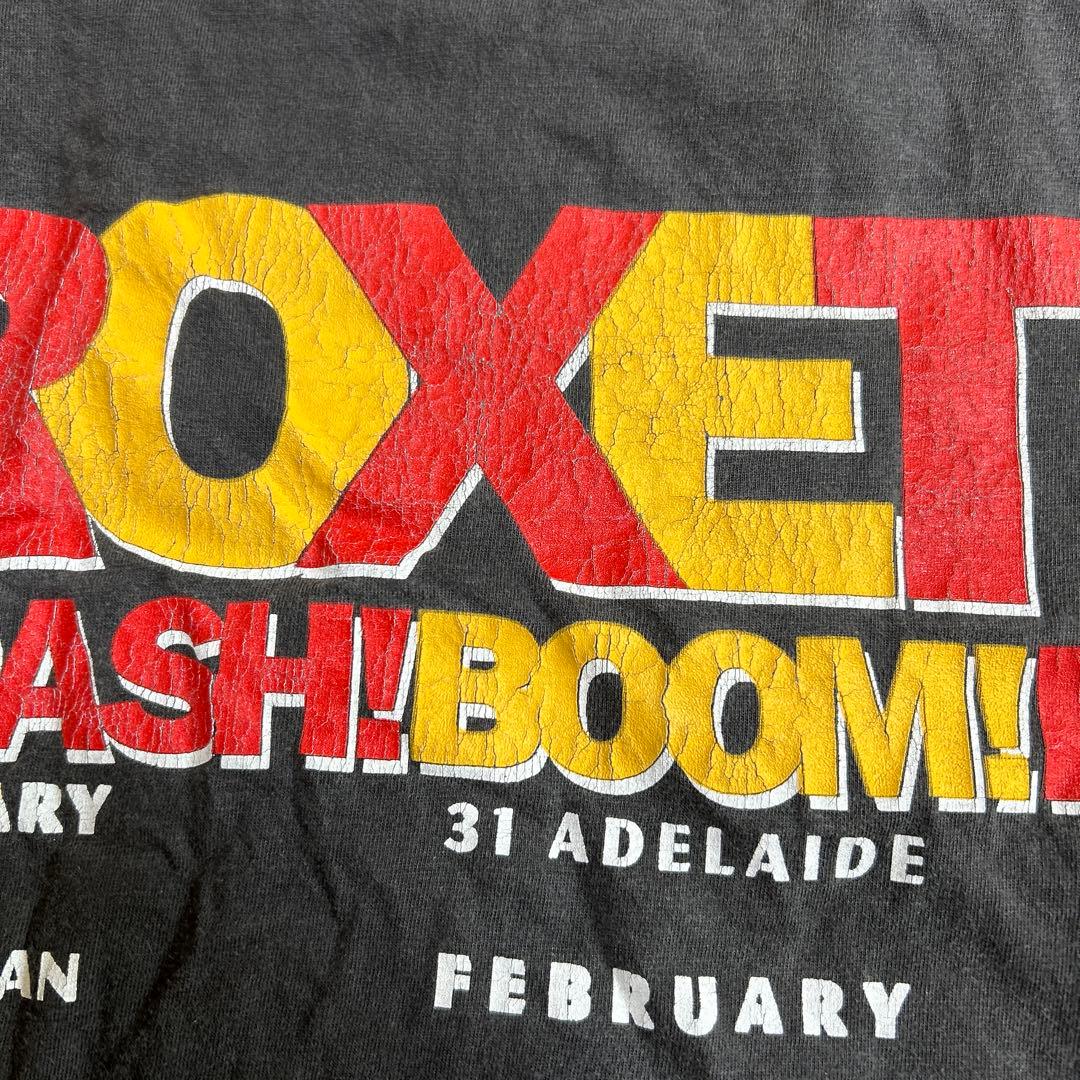 ROXET
ASH!BOOM!
ARY
31 ADELAIDE
AN
FEBRUARY